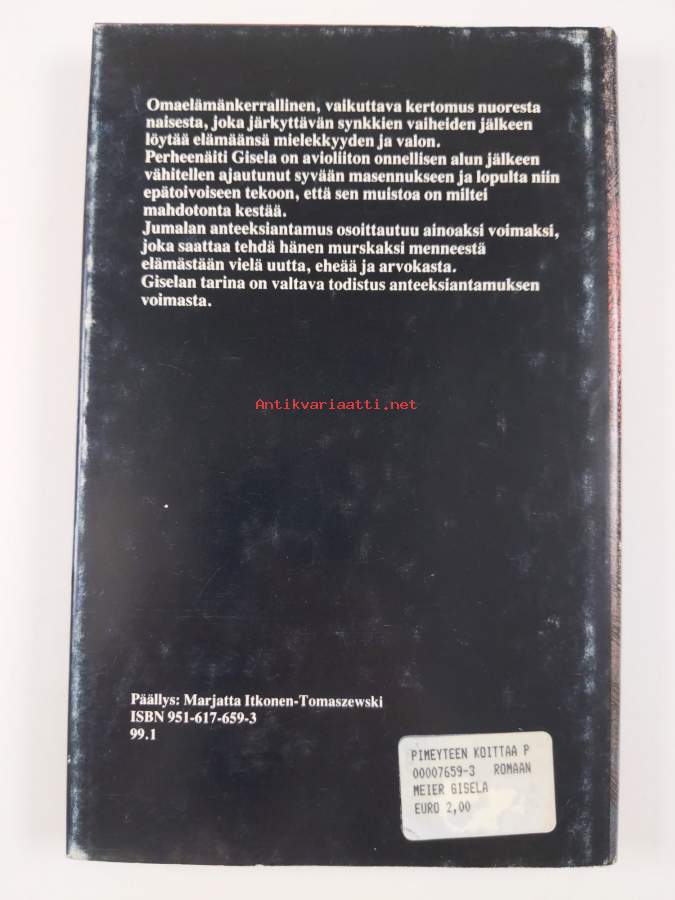 Omaelämänkerrallinen, vaikuttava kertomus nuoresta
naisesta, joka järkyttävän synkkien vaiheiden jälkeen
löytää elämäänsä mielekkyyden ja valon.
Perheenäiti Gisela on avioliiton onnellisen alun jälkeen
vähitellen ajautunut syvään masennukseen ja lopulta niin
epätoivoiseen tekoon, että sen muistoa on miltei
mahdotonta kestää.
Jumalan anteeksiantamus osoittautuu ainoaksi voimaksi,
joka saattaa tehdä hänen murskaksi menneestä
elämästään vielä uutta, eheää ja arvokasta.
Giselan tarina on valtava todistus anteeksiantamuksen
voimasta.
Antikvariaatti.net
Päällys: Marjatta Itkonen-Tomaszewski
ISBN 951-617-659-3
99.1
PIMEYTEEN KOITTAA P
00007659-3 ROMAAN
MEIER GISELA
EURO 2,00